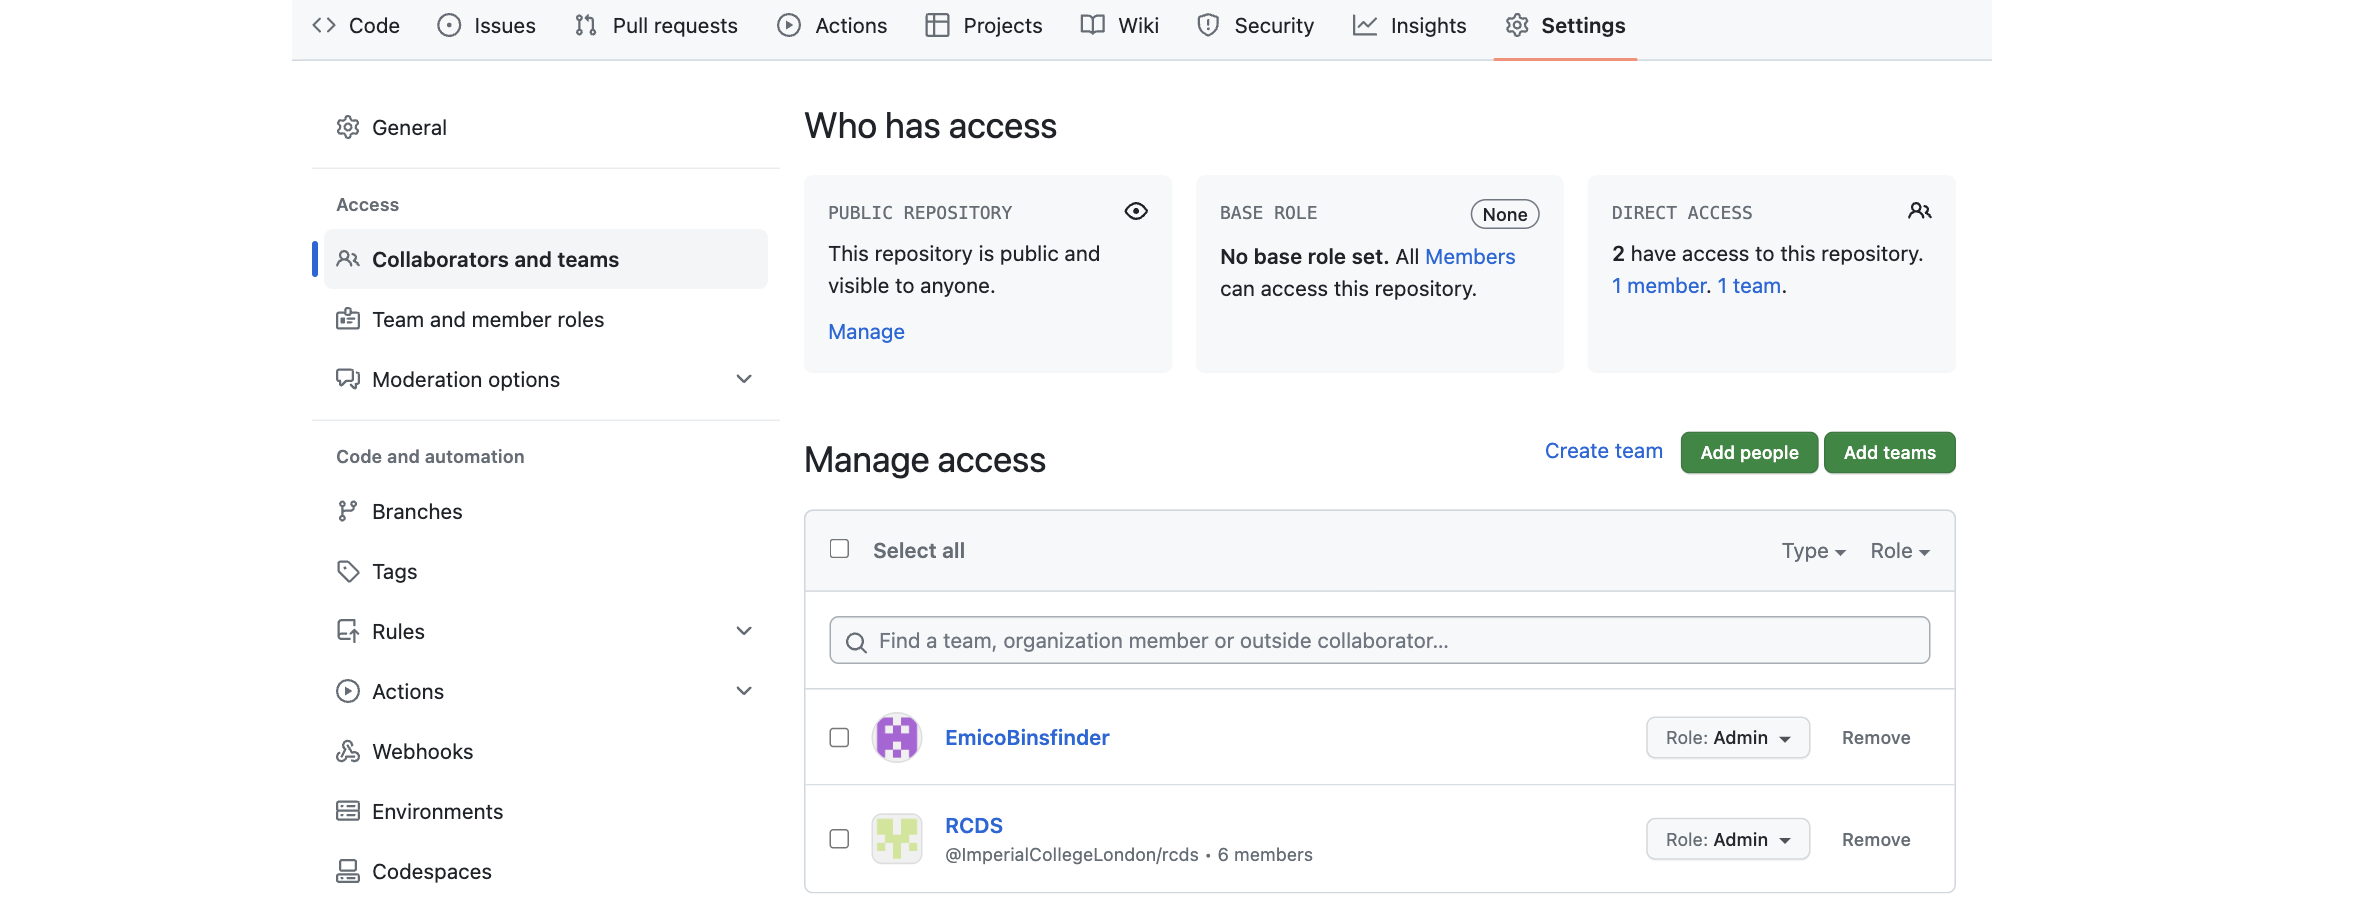 Code Issues Pull requests Actions Projects Wiki Security Insights Settings
General
Access
Collaborators and teams
Team and member roles
Moderation options
Code and automation
Branches
Tags
Rules
Actions
Webhooks
Environments
Codespaces
Who has access
PUBLIC REPOSITORY
This repository is public and
visible to anyone.
Manage
BASE ROLE None
No base role set. All Members
can access this repository.
DIRECT ACCESS
2 have access to this repository.
1 member. 1 team.
Manage access
Create team Add people Add teams
Select all Type Role
Find a team, organization member or outside collaborator...
EmicoBinsfinder Role: Admin Remove
RCDS
@ImperialCollegeLondon/rcds • 6 members
Role: Admin Remove